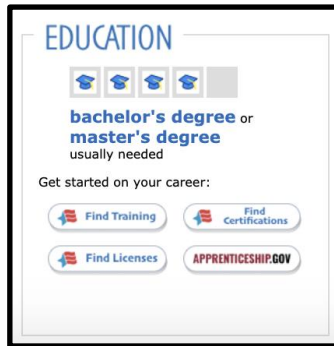 EDUCATION
bachelor's degree or
master's degree
usually needed
Get started on your career:
Find Training
Find
Certifications
Find Licenses
APPRENTICESHIP.GOV